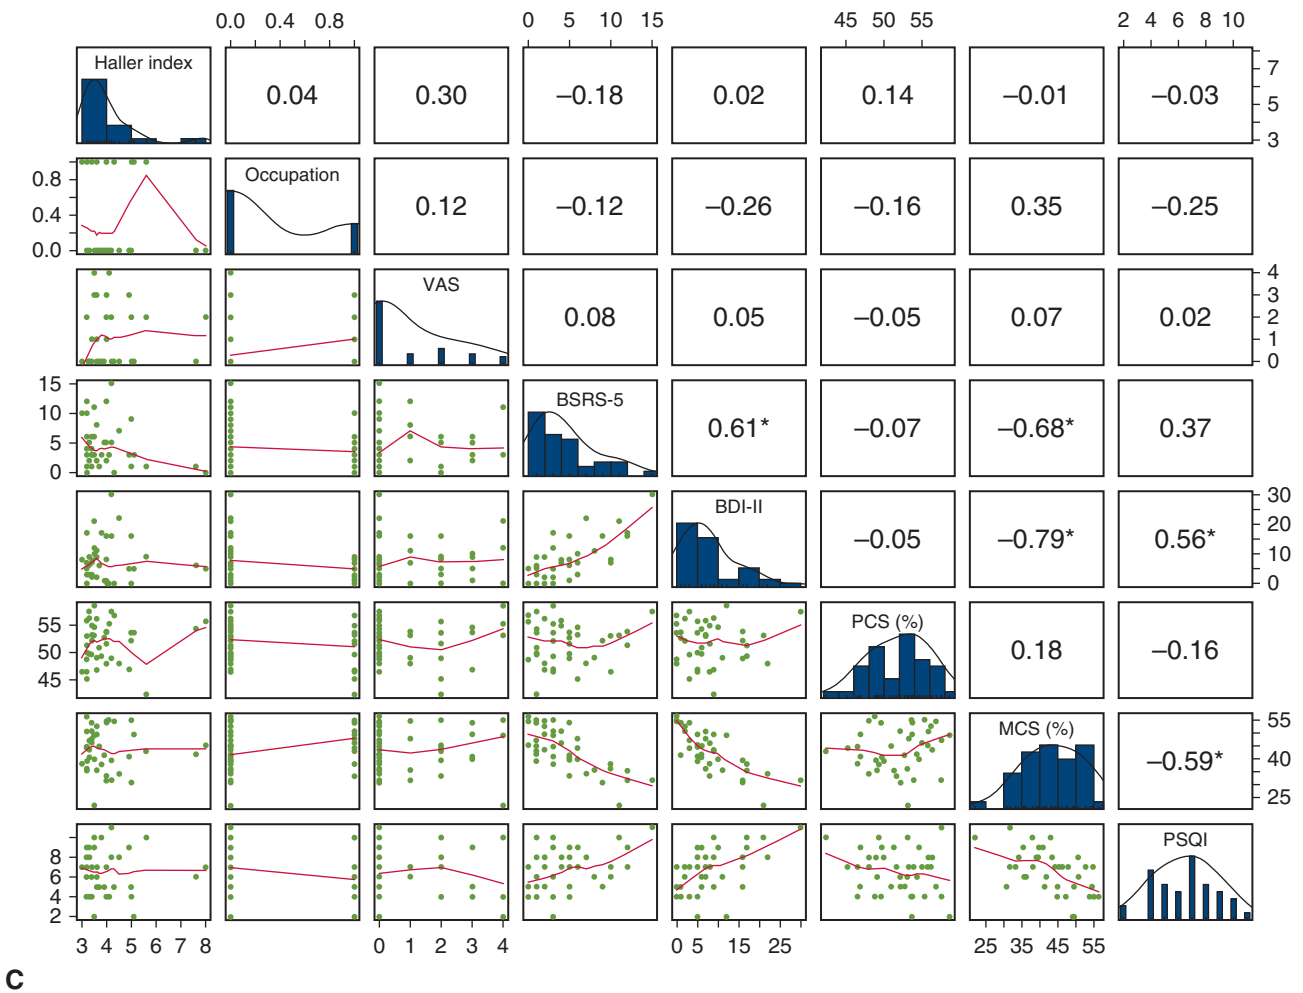 0.0 0.4 0.8 0 5 10 15 45 50 55 2 4 6 8 10
Haller index 0.04 0.30 –0.18 0.02 0.14 –0.01 –0.03
7
5
3
Occupation 0.12 –0.12 –0.26 –0.16 0.35 –0.25
0.8
0.4
0.0
VAS 0.08 0.05 –0.05 0.07 0.02
4
3
2
1
0
BSRS-5 0.61* –0.07 –0.68* 0.37
15
10
5
0
BDI-II –0.05 –0.79* 0.56*
30
20
10
0
PCS (%) 0.18 –0.16
55
50
45
MCS (%) –0.59*
55
40
25
PSQI
8
6
4
2
3 4 5 6 7 8 0 1 2 3 4 0 5 15 25 25 35 45 55
C